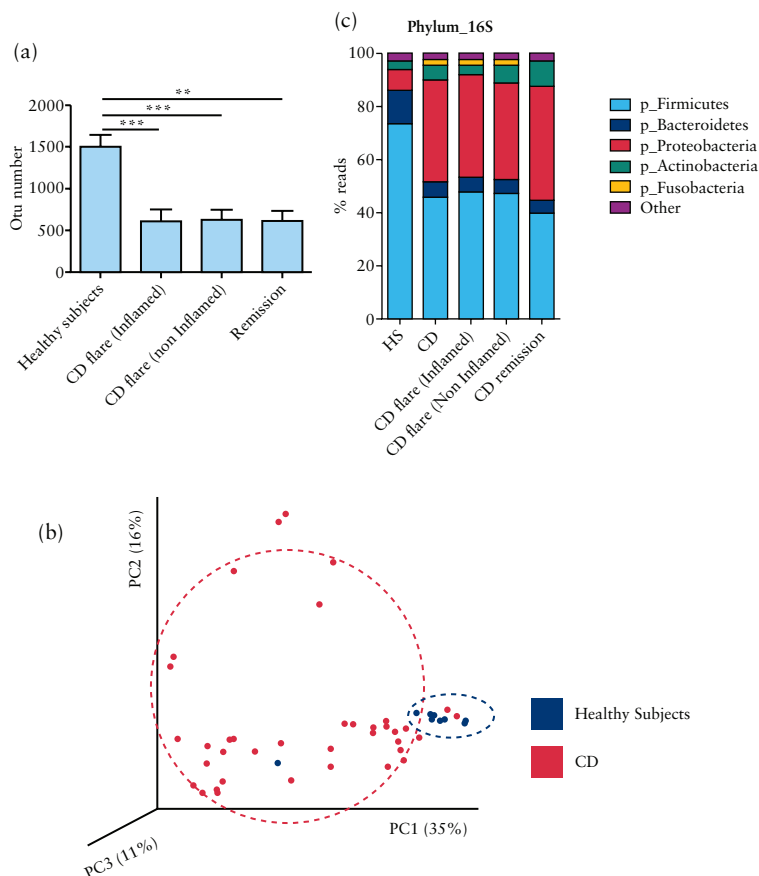 (a)
**
***
***
Otu number
2000
1500
1000
500
0
Healthy subjects
CD flare (Inflamed)
CD flare (non Inflamed)
Remission
(c)
Phylum_16S
% reads
100
80
60
40
20
0
HS
CD
CD flare (Inflamed)
CD flare (Non Inflamed)
CD remission
p_Firmicutes
p_Bacteroidetes
p_Proteobacteria
p_Actinobacteria
p_Fusobacteria
Other
(b)
PC2 (16%)
PC1 (35%)
PC3 (11%)
Healthy Subjects
CD